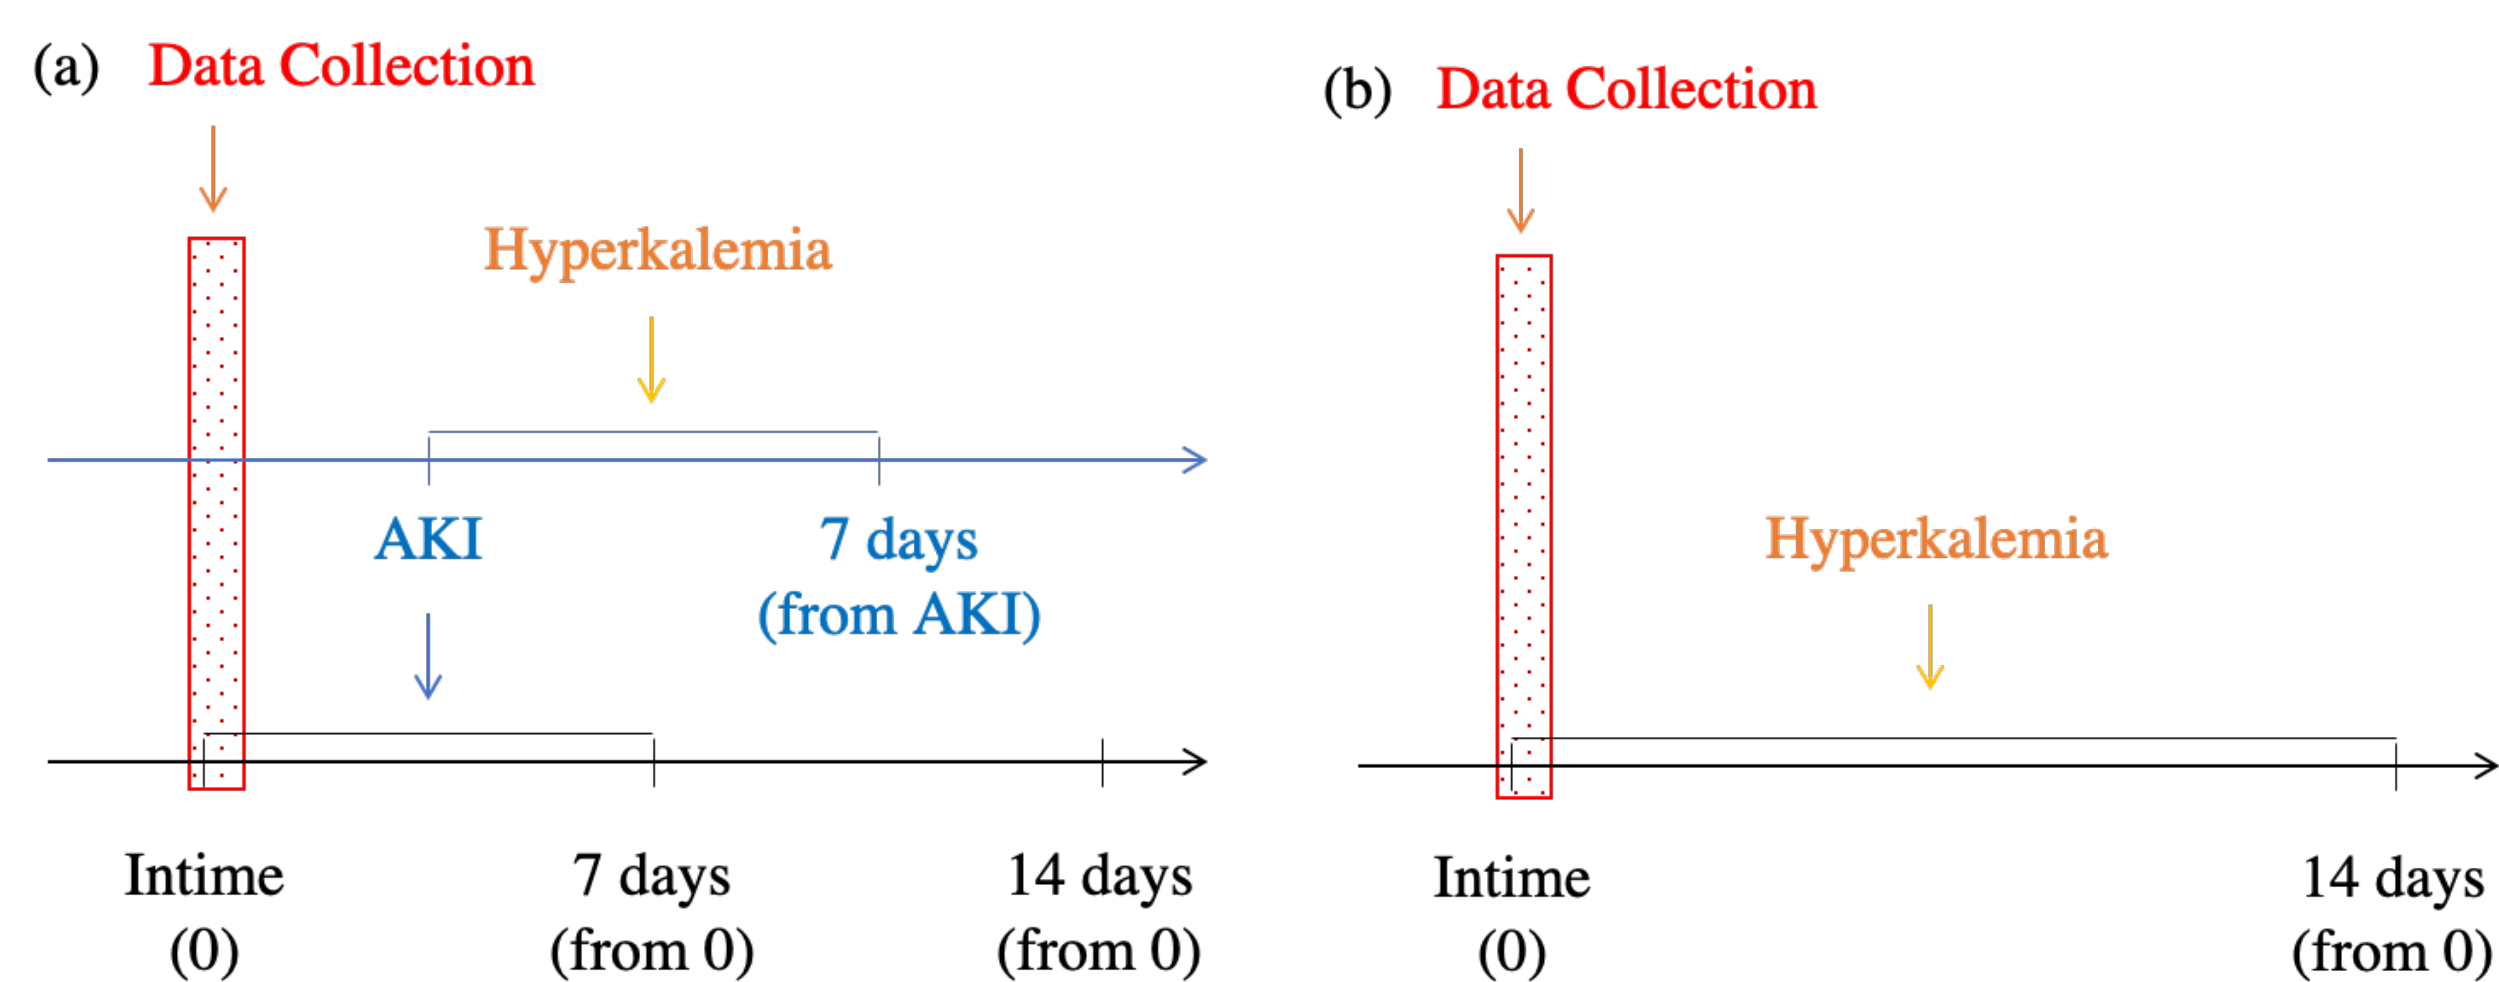 (a) Data Collection
Hyperkalemia
AKI
7 days
(from AKI)
Intime
(0)
7 days
(from 0)
14 days
(from 0)
(b) Data Collection
Hyperkalemia
Intime
(0)
14 days
(from 0)